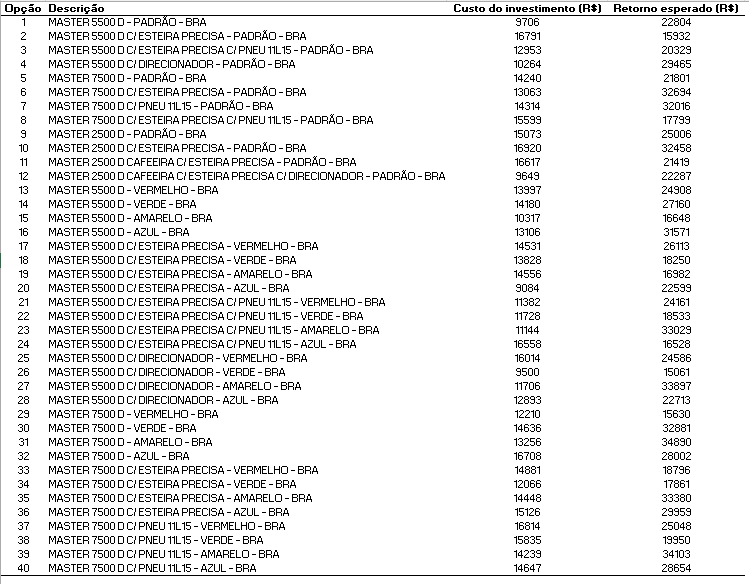 Opção Descrição Custo do investimento (R$) Retorno esperado (R$)
1 MASTER 5500 D - PADRÃO - BRA 9706 22804
2 MASTER 5500 D C/ ESTEIRA PRECISA - PADRÃO - BRA 16791 15932
3 MASTER 5500 D C/ ESTEIRA PRECISA C/ PNEU 11L15 - PADRÃO - BRA 12953 20329
4 MASTER 5500 D C/ DIRECIONADOR - PADRÃO - BRA 10264 29465
5 MASTER 7500 D - PADRÃO - BRA 14240 21801
6 MASTER 7500 D C/ ESTEIRA PRECISA - PADRÃO - BRA 13063 32694
7 MASTER 7500 D C/ PNEU 11L15 - PADRÃO - BRA 14314 32016
8 MASTER 7500 D C/ ESTEIRA PRECISA C/ PNEU 11L15 - PADRÃO - BRA 15599 17799
9 MASTER 2500 D - PADRÃO - BRA 15073 25006
10 MASTER 2500 D C/ ESTEIRA PRECISA - PADRÃO - BRA 16920 32458
11 MASTER 2500 D CAFEEIRA C/ ESTEIRA PRECISA - PADRÃO - BRA 16617 21419
12 MASTER 2500 D CAFEEIRA C/ ESTEIRA PRECISA C/ DIRECIONADOR - PADRÃO - BRA 9649 22287
13 MASTER 5500 D - VERMELHO - BRA 13997 24908
14 MASTER 5500 D - VERDE - BRA 14180 27160
15 MASTER 5500 D - AMARELO - BRA 10317 16648
16 MASTER 5500 D - AZUL - BRA 13106 31571
17 MASTER 5500 D C/ ESTEIRA PRECISA - VERMELHO - BRA 14531 26113
18 MASTER 5500 D C/ ESTEIRA PRECISA - VERDE - BRA 13828 18250
19 MASTER 5500 D C/ ESTEIRA PRECISA - AMARELO - BRA 14556 16982
20 MASTER 5500 D C/ ESTEIRA PRECISA - AZUL - BRA 9084 22599
21 MASTER 5500 D C/ ESTEIRA PRECISA C/ PNEU 11L15 - VERMELHO - BRA 11382 24161
22 MASTER 5500 D C/ ESTEIRA PRECISA C/ PNEU 11L15 - VERDE - BRA 11728 18533
23 MASTER 5500 D C/ ESTEIRA PRECISA C/ PNEU 11L15 - AMARELO - BRA 11144 33029
24 MASTER 5500 D C/ ESTEIRA PRECISA C/ PNEU 11L15 - AZUL - BRA 16558 16528
25 MASTER 5500 D C/ DIRECIONADOR - VERMELHO - BRA 16014 24586
26 MASTER 5500 D C/ DIRECIONADOR - VERDE - BRA 9500 15061
27 MASTER 5500 D C/ DIRECIONADOR - AMARELO - BRA 11706 33897
28 MASTER 5500 D C/ DIRECIONADOR - AZUL - BRA 12893 22713
29 MASTER 7500 D - VERMELHO - BRA 12210 15630
30 MASTER 7500 D - VERDE - BRA 14636 32881
31 MASTER 7500 D - AMARELO - BRA 13256 34890
32 MASTER 7500 D - AZUL - BRA 16708 28002
33 MASTER 7500 D C/ ESTEIRA PRECISA - VERMELHO - BRA 14881 18796
34 MASTER 7500 D C/ ESTEIRA PRECISA - VERDE - BRA 12066 17861
35 MASTER 7500 D C/ ESTEIRA PRECISA - AMARELO - BRA 14448 33380
36 MASTER 7500 D C/ ESTEIRA PRECISA - AZUL - BRA 15126 29959
37 MASTER 7500 D C/ PNEU 11L15 - VERMELHO - BRA 16814 25048
38 MASTER 7500 D C/ PNEU 11L15 - VERDE - BRA 15835 19950
39 MASTER 7500 D C/ PNEU 11L15 - AMARELO - BRA 14239 34103
40 MASTER 7500 D C/ PNEU 11L15 - AZUL - BRA 14647 28654